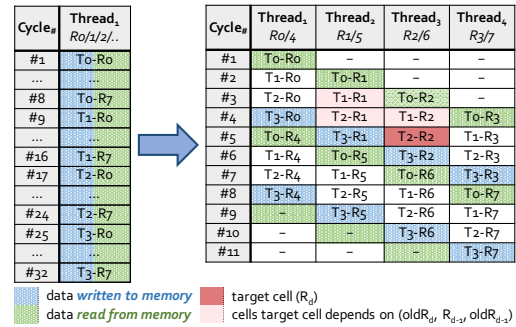 Cycle# Thread₁ R0/1/2/..
#1 T0-R0
... ...
#8 T0-R7
#9 T1-R0
... ...
#16 T1-R7
#17 T2-R0
... ...
#24 T2-R7
#25 T3-R0
... ...
#32 T3-R7
Cycle# Thread₁ R0/4 Thread₂ R1/5 Thread₃ R2/6 Thread₄ R3/7
#1 T0-R0 – – –
#2 T1-R0 T0-R1 – –
#3 T2-R0 T1-R1 T0-R2 –
#4 T3-R0 T2-R1 T1-R2 T0-R3
#5 T0-R4 T3-R1 T2-R2 T1-R3
#6 T1-R4 T0-R5 T3-R2 T2-R3
#7 T2-R4 T1-R5 T0-R6 T3-R3
#8 T3-R4 T2-R5 T1-R6 T0-R7
#9 – T3-R5 T2-R6 T1-R7
#10 – – T3-R6 T2-R7
#11 – – – T3-R7
data written to memory
data read from memory
target cell (Rd)
cells target cell depends on (oldRd, Rd-1, oldRd-1)